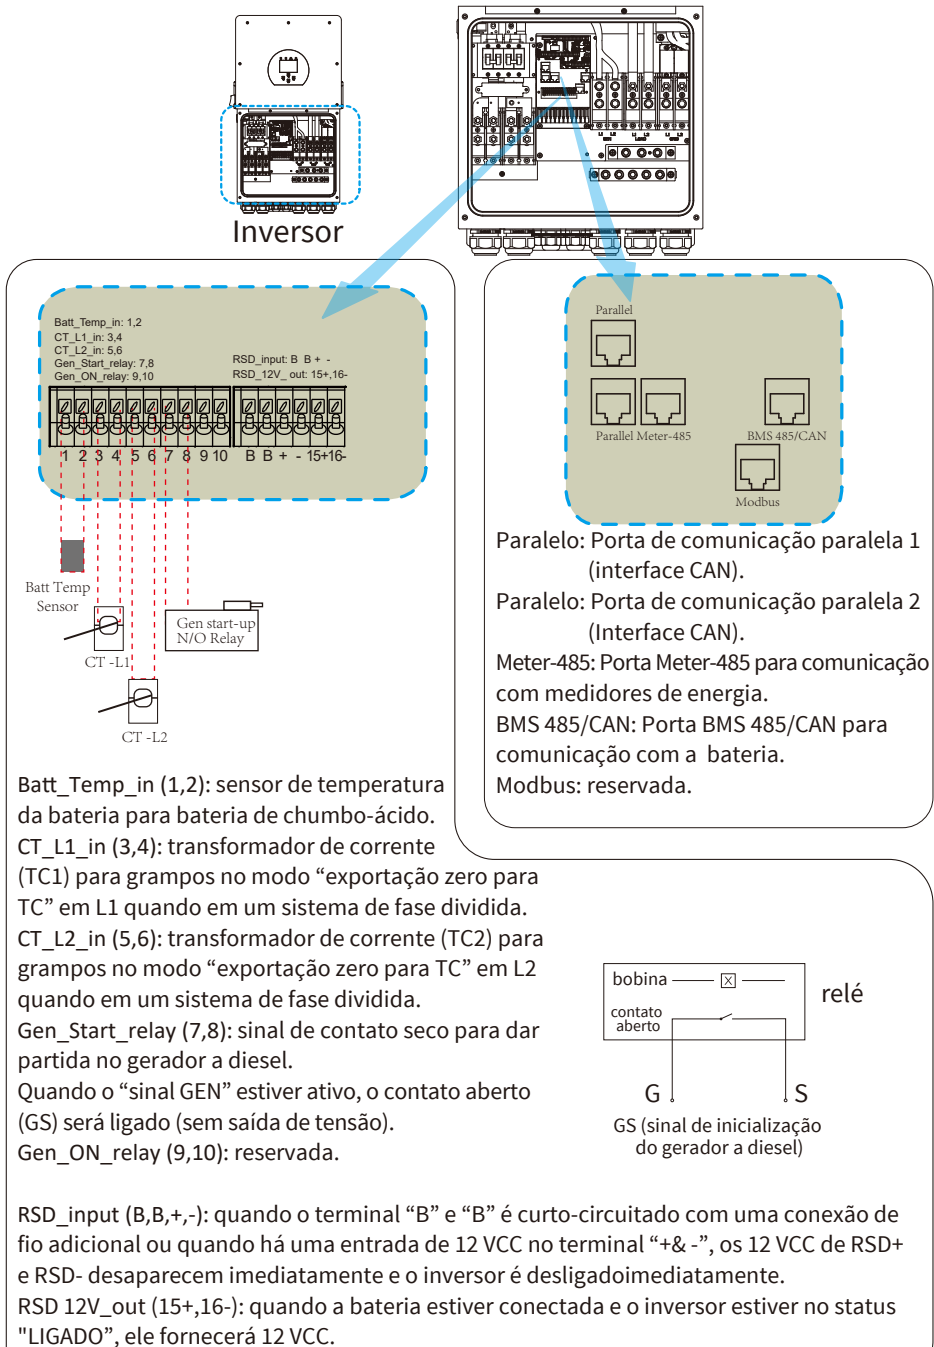 Inversor
Batt_Temp_in: 1,2
CT_L1_in: 3,4
CT_L2_in: 5,6
Gen_Start_relay: 7,8
Gen_ON_relay: 9,10
RSD_input: B B + -
RSD_12V_ out: 15+,16-
1 2 3 4 5 6 7 8 9 10 B B + - 15+16-
Batt Temp
Sensor
CT -L1
Gen start-up
N/O Relay
CT -L2
Parallel
Parallel Meter-485
BMS 485/CAN
Modbus
Paralelo: Porta de comunicação paralela 1
(interface CAN).
Paralelo: Porta de comunicação paralela 2
(Interface CAN).
Meter-485: Porta Meter-485 para comunicação
com medidores de energia.
BMS 485/CAN: Porta BMS 485/CAN para
comunicação com a bateria.
Modbus: reservada.
Batt_Temp_in (1,2): sensor de temperatura
da bateria para bateria de chumbo-ácido.
CT_L1_in (3,4): transformador de corrente
(TC1) para grampos no modo “exportação zero para
TC” em L1 quando em um sistema de fase dividida.
CT_L2_in (5,6): transformador de corrente (TC2) para
grampos no modo “exportação zero para TC” em L2
quando em um sistema de fase dividida.
Gen_Start_relay (7,8): sinal de contato seco para dar
partida no gerador a diesel.
Quando o “sinal GEN” estiver ativo, o contato aberto
(GS) será ligado (sem saída de tensão).
Gen_ON_relay (9,10): reservada.
bobina
contato
aberto
relé
G
S
GS (sinal de inicialização
do gerador a diesel)
RSD_input (B,B,+,-): quando o terminal “B” e “B” é curto-circuitado com uma conexão de
fio adicional ou quando há uma entrada de 12 VCC no terminal “+& -”, os 12 VCC de RSD+
e RSD- desaparecem imediatamente e o inversor é desligadoimediatamente.
RSD 12V_out (15+,16-): quando a bateria estiver conectada e o inversor estiver no status
"LIGADO”, ele fornecerá 12 VCC.